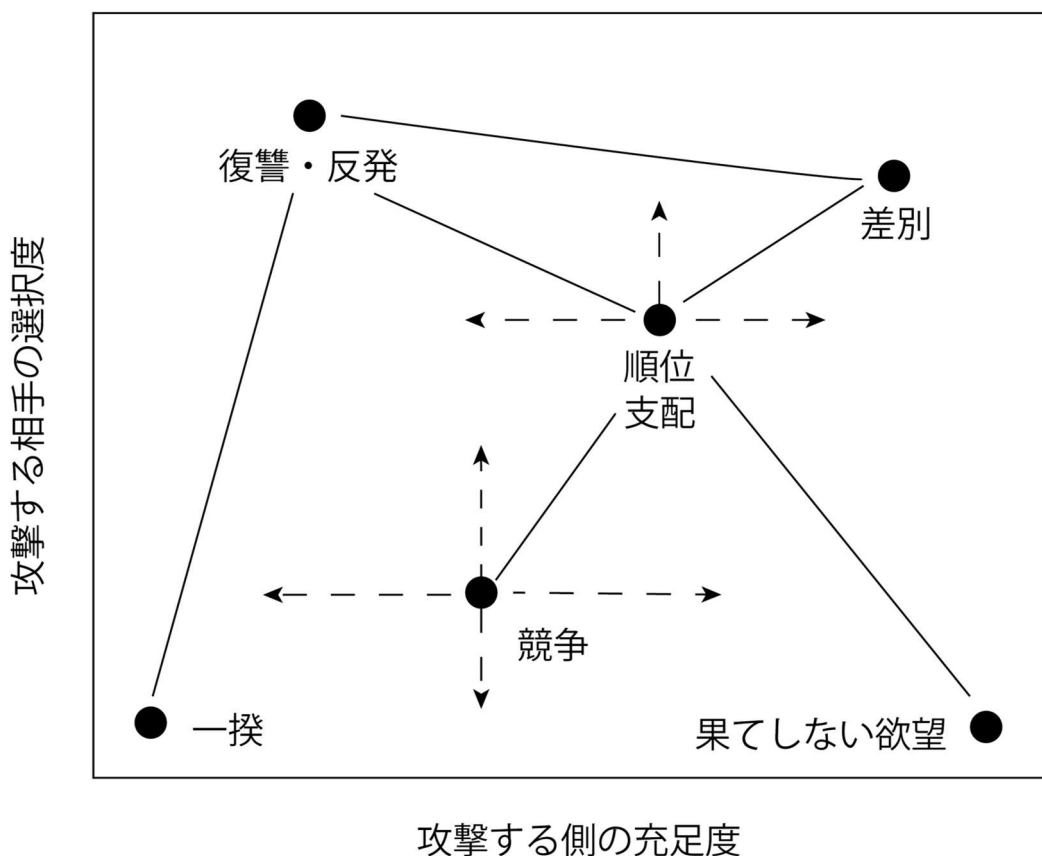 攻撃する相手の選択度
復讐・反発
差別
順位
支配
競争
一揆
果てしない欲望
攻撃する側の充足度